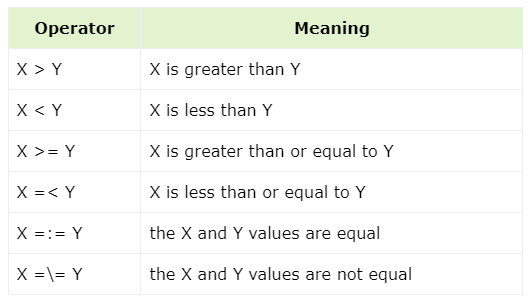 Operator Meaning
X > Y X is greater than Y
X < Y X is less than Y
X >= Y X is greater than or equal to Y
X =< Y X is less than or equal to Y
X =:= Y the X and Y values are equal
X =\= Y the X and Y values are not equal